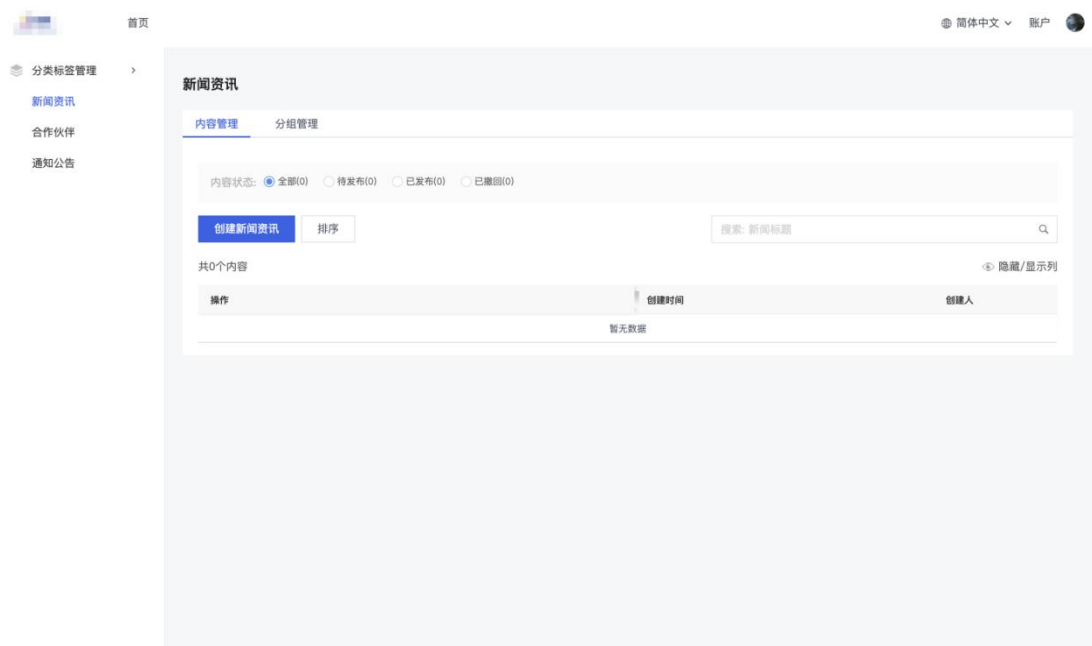 首页
简体中文 账户
分类标签管理
新闻资讯
合作伙伴
通知公告
新闻资讯
内容管理 分组管理
内容状态: 全部(0) 待发布(0) 已发布(0) 已撤回(0)
创建新闻资讯 排序 搜索: 新闻标题
共0个内容 隐藏/显示列
操作 创建时间 创建人
暂无数据